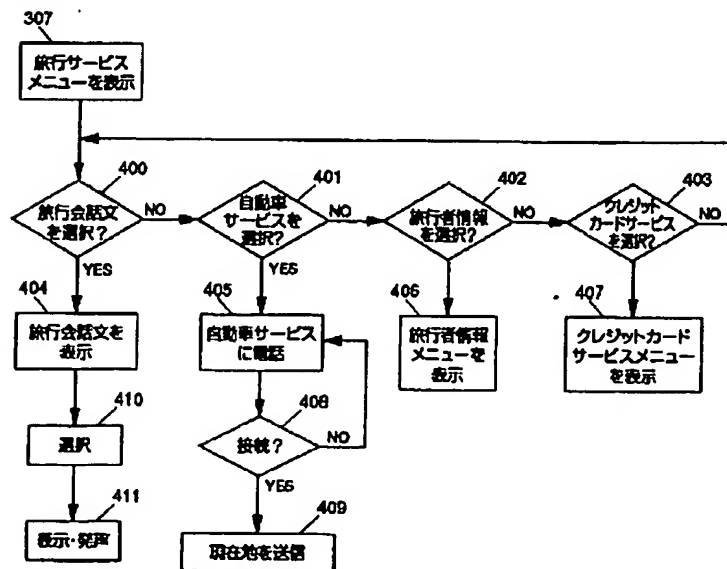 307
旅行サービス
メニューを表示
400
旅行会話文
を選択?
NO
YES
401
自動車
サービスを
選択?
NO
YES
402
旅行者情報
を選択?
NO
403
クレジット
カードサービス
を選択?
NO
404
旅行会話文を
表示
405
自動車サービス
に電話
406
旅行者情報
メニューを
表示
407
クレジットカード
サービスメニュー
を表示
410
選択
408
接続?
NO
YES
411
表示・発声
409
現在地を送信